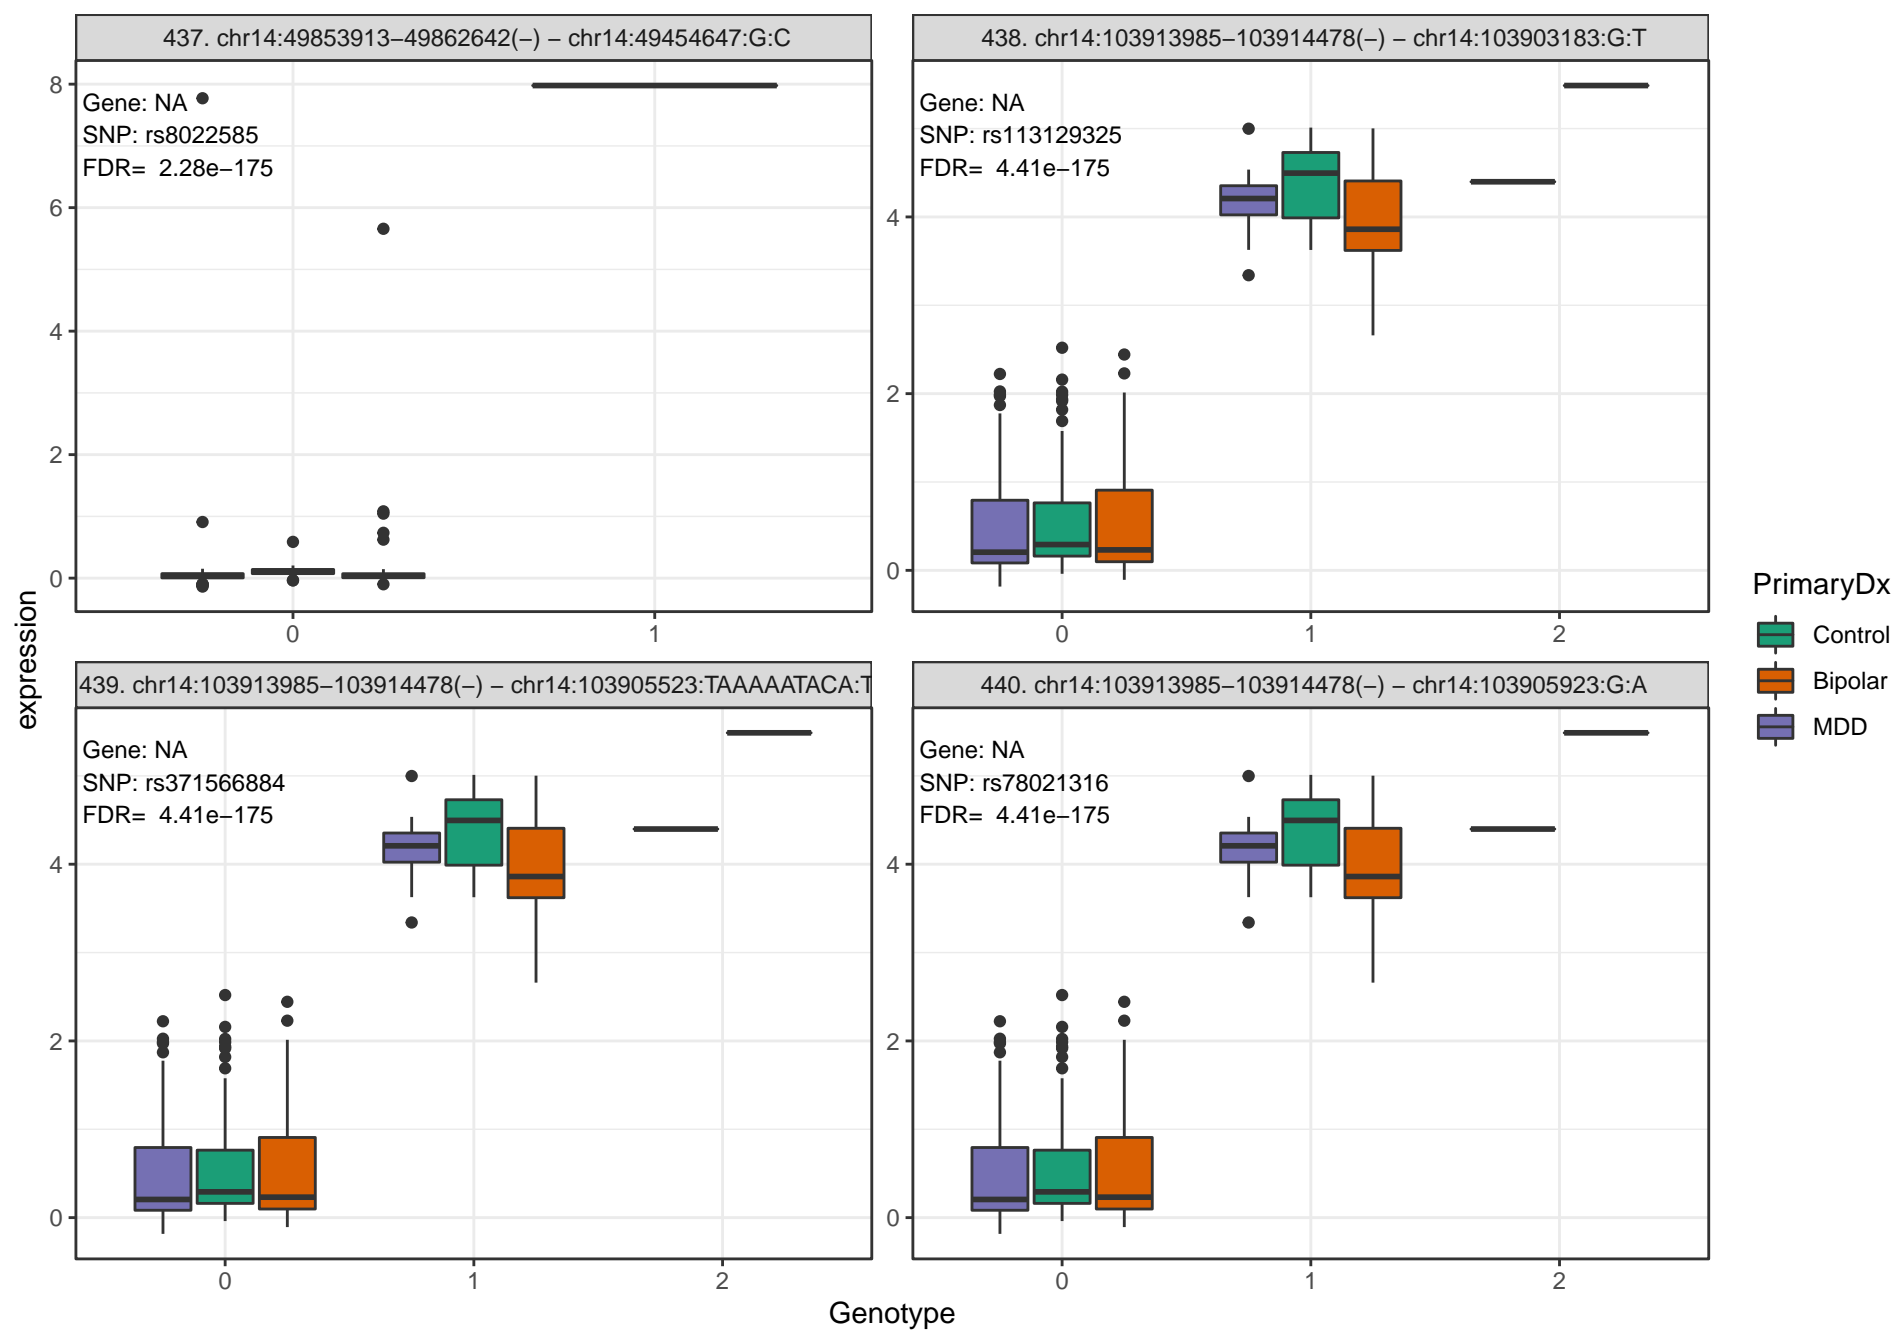 437. chr14:49853913−49862642(−) − chr14:49454647:G:C
Gene: NA
SNP: rs8022585
FDR=  2.28e−175
8
6
4
2
0
0 1
438. chr14:103913985−103914478(−) − chr14:103903183:G:T
Gene: NA
SNP: rs113129325
FDR=  4.41e−175
4
2
0
0 1 2
439. chr14:103913985−103914478(−) − chr14:103905523:TAAAAATACA:T
Gene: NA
SNP: rs371566884
FDR=  4.41e−175
4
2
0
0 1 2
440. chr14:103913985−103914478(−) − chr14:103905923:G:A
Gene: NA
SNP: rs78021316
FDR=  4.41e−175
4
2
0
0 1 2
expression
Genotype
PrimaryDx
Control
Bipolar
MDD